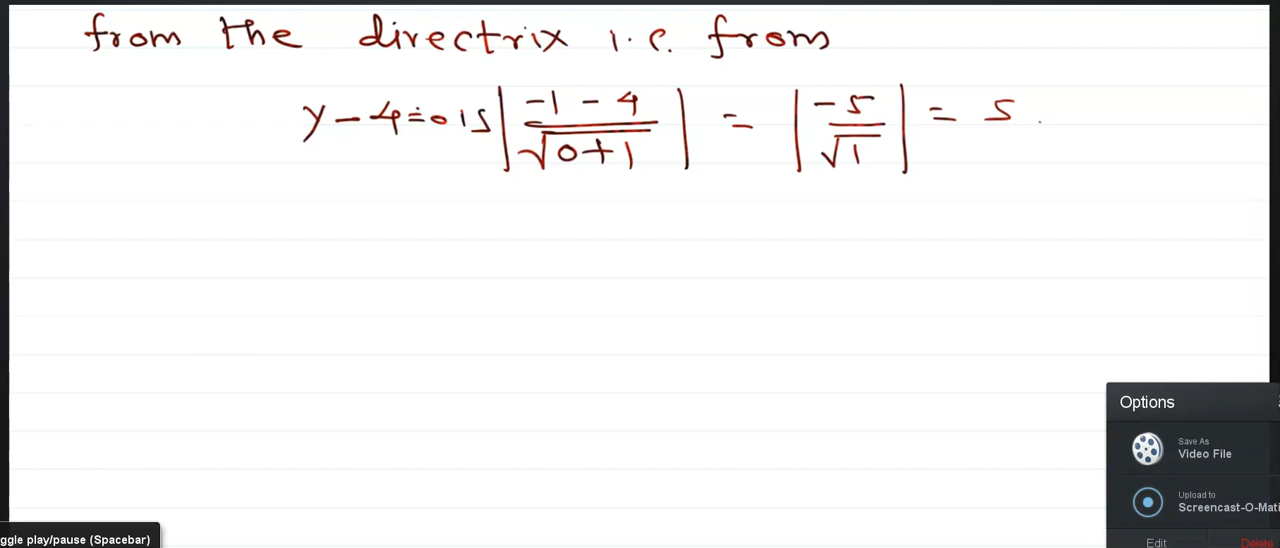 from the directrix i.e. from
y - 4 = 0 is | -1 - 4 / √0+1 | = | -5 / √1 | = 5.
Options
Save As
Video File
Upload to
Screencast-O-Mati
Edit Delete
ggle play/pause (Spacebar)